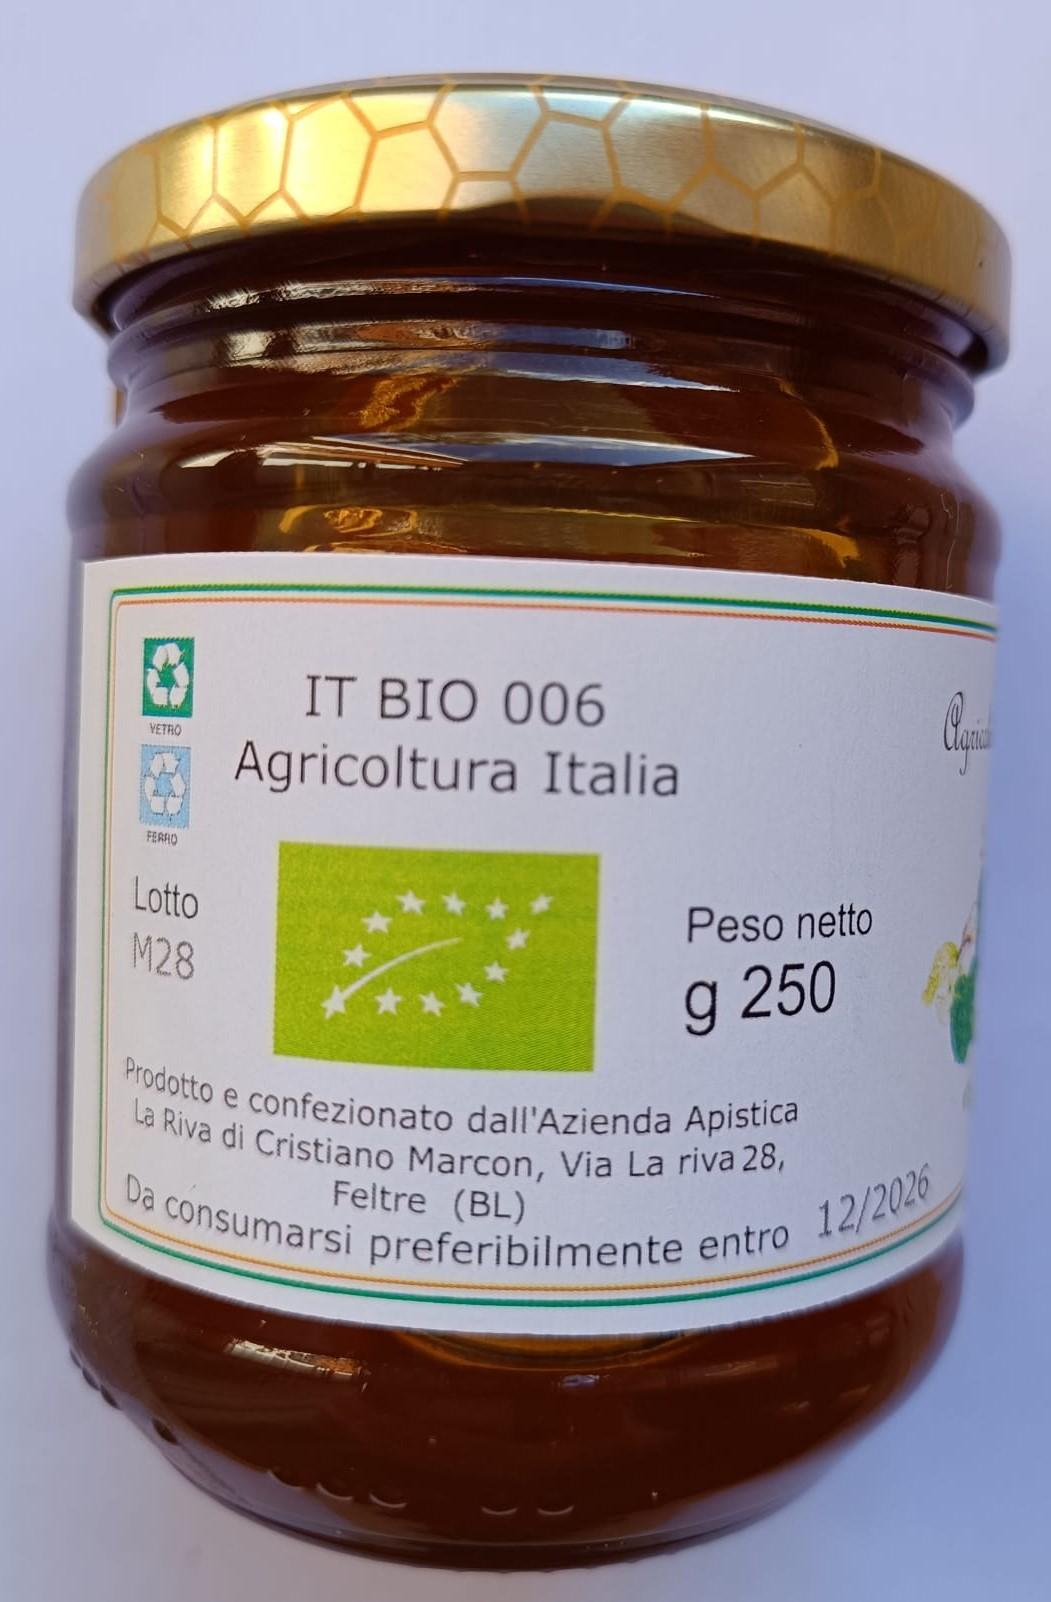 VETRO
FERRO
IT BIO 006
Agricoltura Italia
Lotto
M28
Peso netto
g 250
Prodotto e confezionato dall'Azienda Apistica
La Riva di Cristiano Marcon, Via La riva 28,
Feltre (BL)
Da consumarsi preferibilmente entro 12/2026